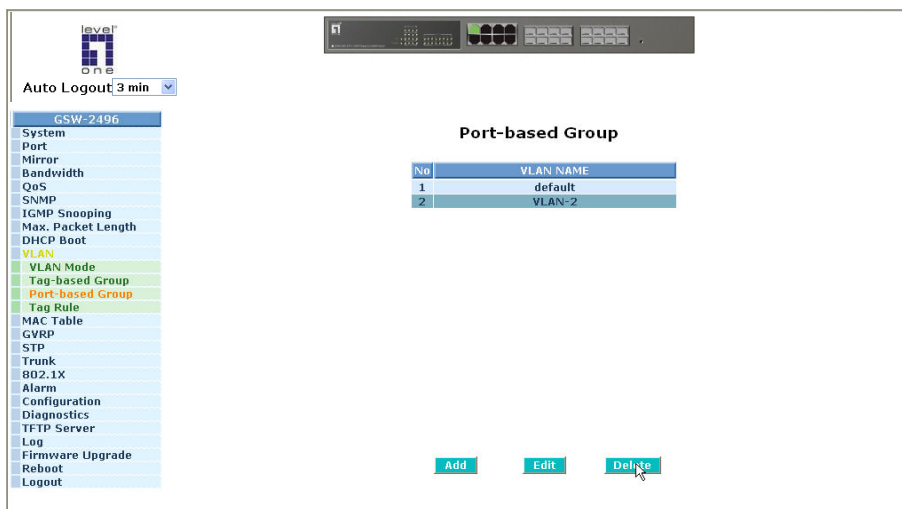 level
one
Auto Logout 3 min
GSW-2496
System
Port
Mirror
Bandwidth
QoS
SNMP
IGMP Snooping
Max. Packet Length
DHCP Boot
VLAN
VLAN Mode
Tag-based Group
Port-based Group
Tag Rule
MAC Table
GVRP
STP
Trunk
802.1X
Alarm
Configuration
Diagnostics
TFTP Server
Log
Firmware Upgrade
Reboot
Logout
Port-based Group
No VLAN NAME
1 default
2 VLAN-2
Add Edit Delete